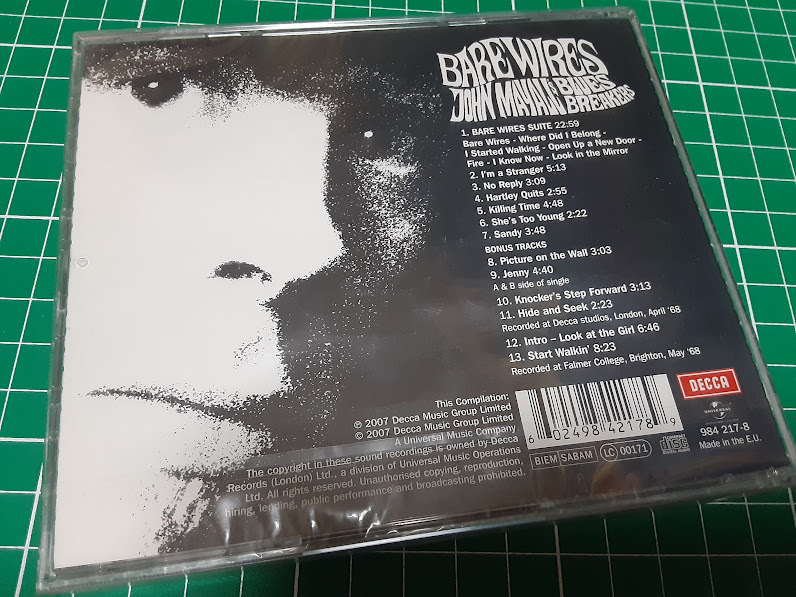 BARE WIRES
JOHN MAYALL BLUES BREAKERS
1. BARE WIRES SUITE 22:59
Bare Wires - Where Did I Belong -
I Started Walking - Open Up a New Door -
Fire - I Know Now - Look in the Mirror
2. I'm a Stranger 5:13
3. No Reply 3:09
4. Hartley Quits 2:55
5. Killing Time 4:48
6. She's Too Young 2:22
7. Sandy 3:48
BONUS TRACKS
8. Picture on the Wall 3:03
9. Jenny 4:40
A & B side of single
10. Knocker's Step Forward 3:13
11. Hide and Seek 2:23
Recorded at Decca studios, London, April '68
12. Intro – Look at the Girl 6:46
13. Start Walkin' 8:23
Recorded at Falmer College, Brighton, May '68
This Compilation:
℗ 2007 Decca Music Group Limited
© 2007 Decca Music Group Limited
A Universal Music Company
The copyright in these sound recordings is owned by Decca
Records (London) Ltd., a division of Universal Music Operations
Ltd. All rights reserved. Unauthorised copying, reproduction,
hiring, lending, public performance and broadcasting prohibited.
6 02498 42178 9
BIEM SABAM
LC 00171
COMPACT
disc
DIGITAL AUDIO
DECCA
UNIVERSAL
984 217-8
Made in the E.U.